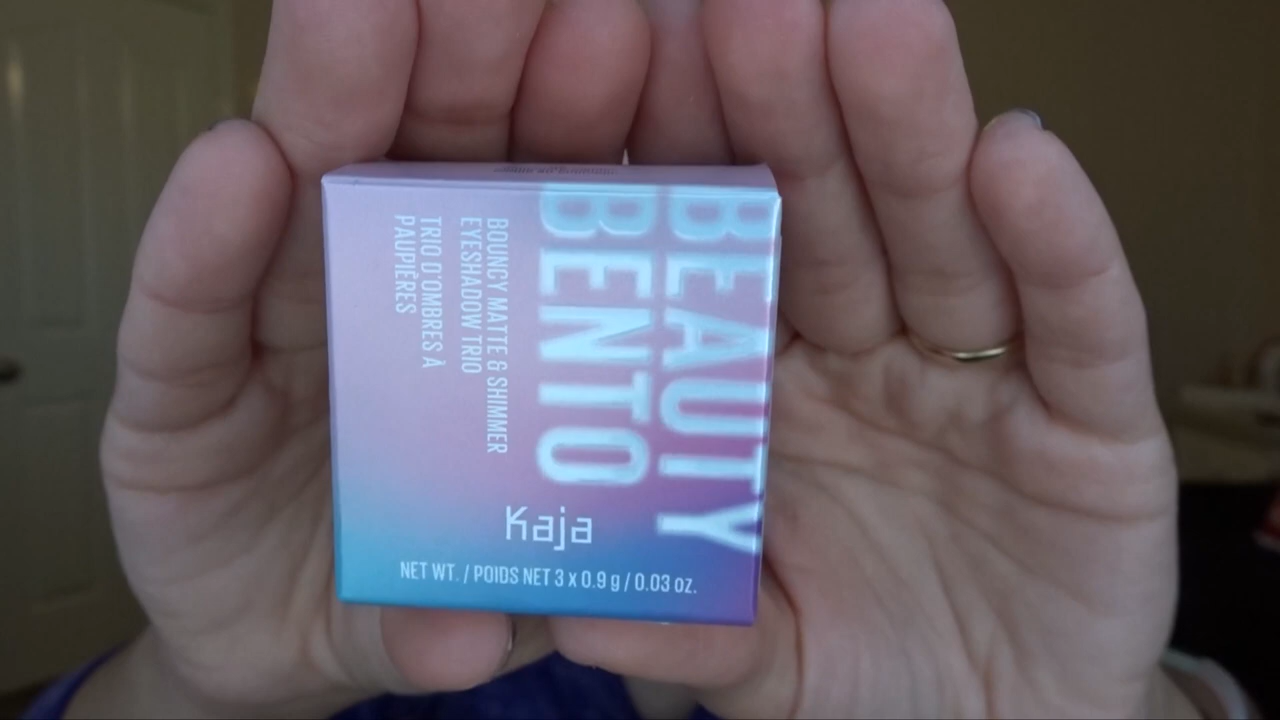 BEAUTY
BENTO
BOUNCY MATTE & SHIMMER
EYESHADOW TRIO
TRIO D'OMBRES À
PAUPIÈRES
Kaja
NET WT. / POIDS NET 3 x 0.9 g / 0.03 oz.